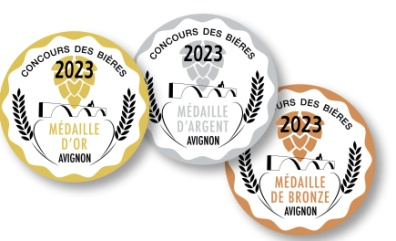 CONCOURS DES BIÈRES
2023
MÉDAILLE
D'OR
AVIGNON
CONCOURS DES BIÈRES
2023
MÉDAILLE
D'ARGENT
AVIGNON
URS DES BIÈRES
2023
MÉDAILLE
DE BRONZE
AVIGNON